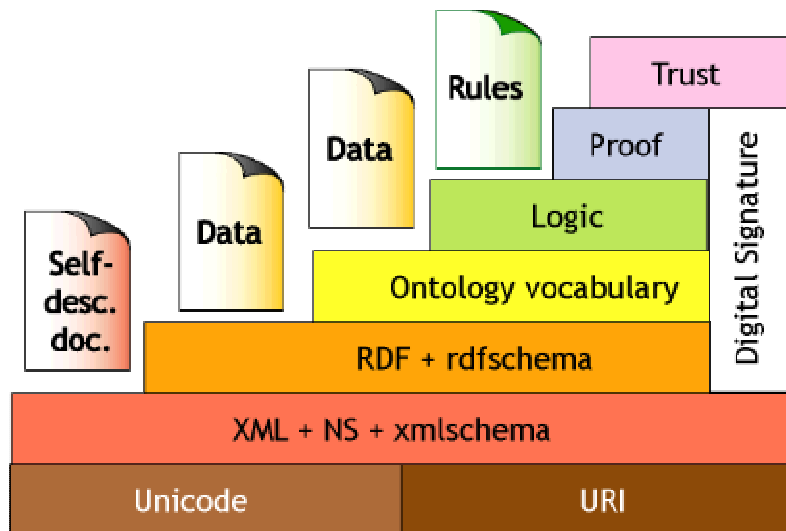 Rules
Trust
Data
Proof
Data
Logic
Self-
desc.
doc.
Ontology vocabulary
Digital Signature
RDF + rdfschema
XML + NS + xmlschema
Unicode
URI